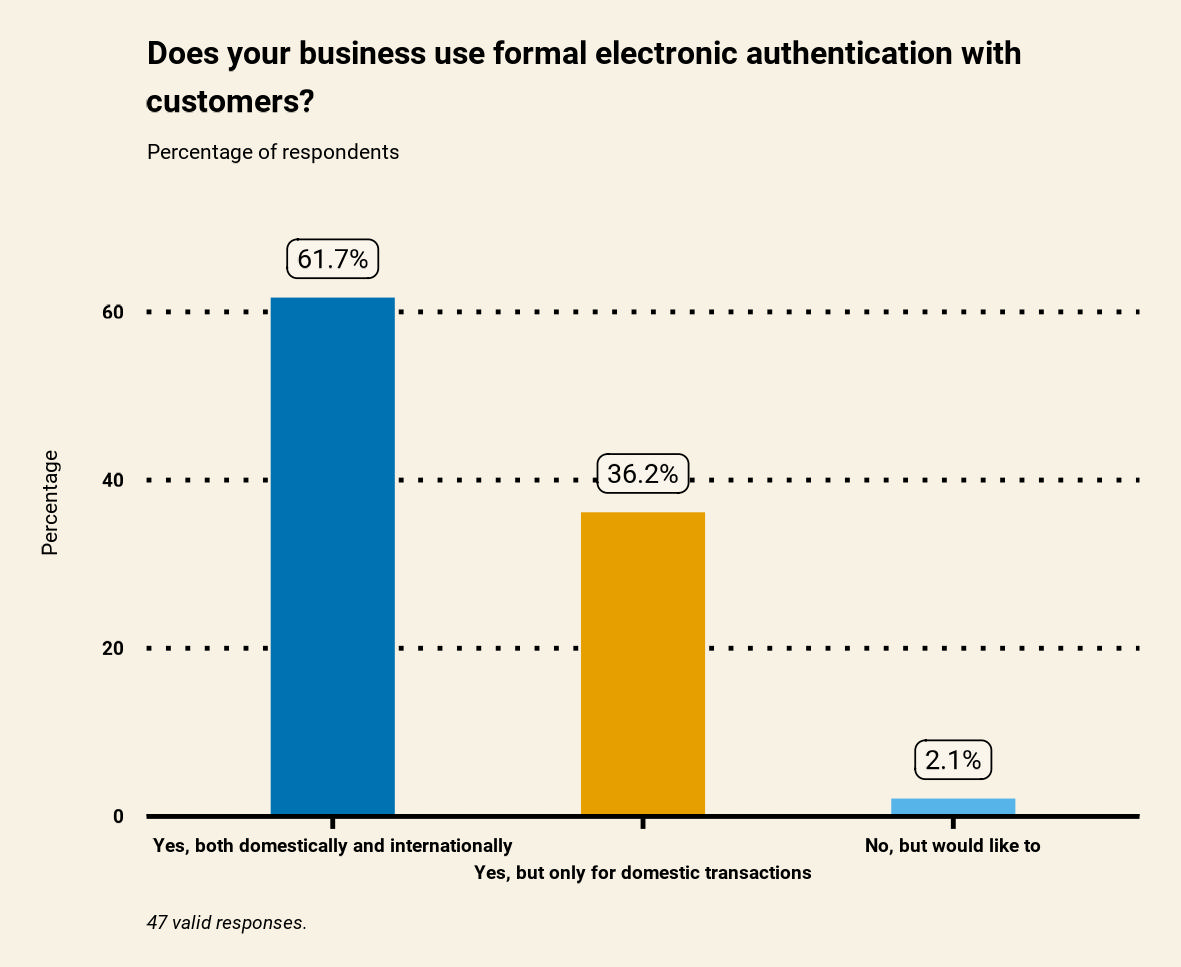 Does your business use formal electronic authentication with
customers?
Percentage of respondents
61.7%
60
Percentage
40
36.2%
20
2.1%
0
Yes, both domestically and internationally
No, but would like to
Yes, but only for domestic transactions
47 valid responses.